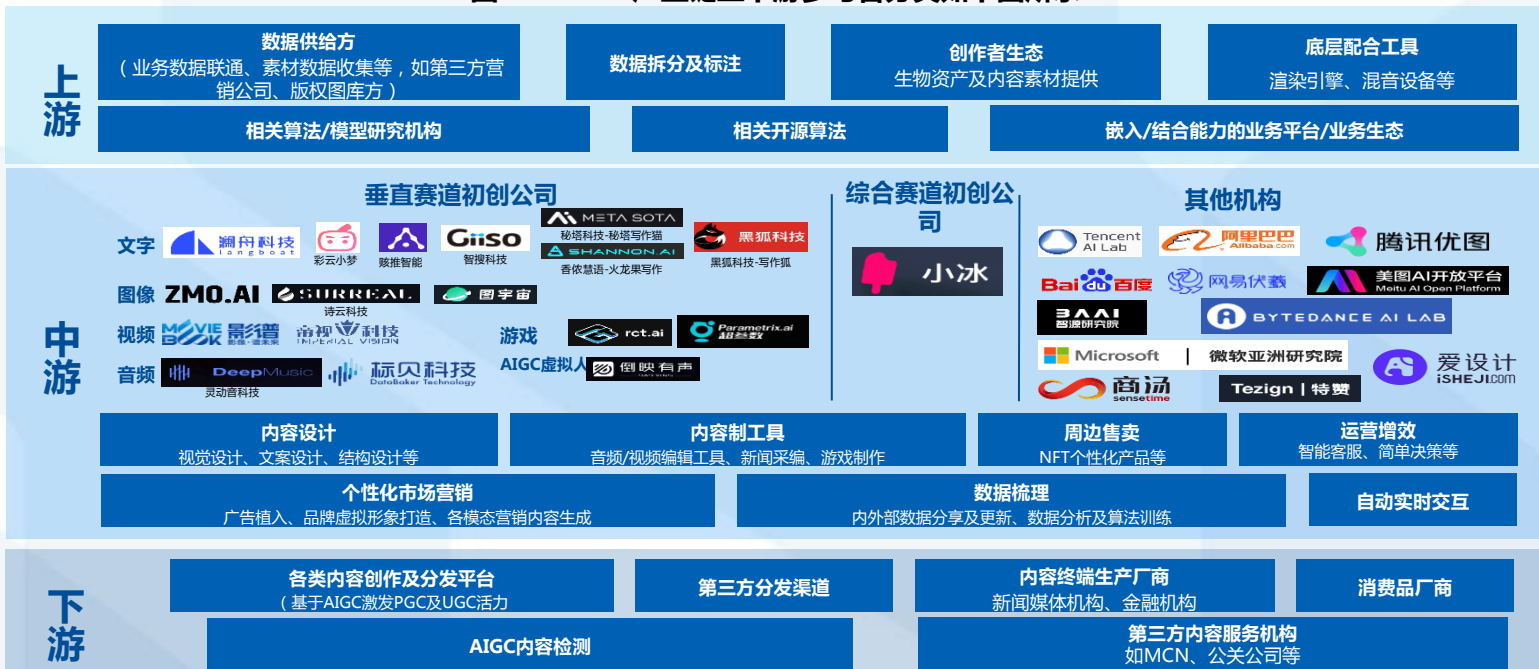 上游
数据供给方
（业务数据联通、素材数据收集等，如第三方营
销公司、版权图库方）
数据拆分及标注
创作者生态
生物资产及内容素材提供
底层配合工具
渲染引擎、混音设备等
相关算法/模型研究机构
相关开源算法
嵌入/结合能力的业务平台/业务生态
中游
垂直赛道初创公司
文字
澜舟科技
langboat
彩云小梦
赅推智能
Giiso
智搜科技
META SOTA
秘塔科技-秘塔写作猫
SHANNON.AI
香侬慧语-火龙果写作
黑狐科技
黑狐科技-写作狐
图像
ZMO.AI
SURREAL
诗云科技
图宇宙
视频
MOVIE BOOK
影谱
帝视科技
IMPERIAL VISION
游戏
rct.ai
Parametrix.ai
超参数
音频
DeepMusic
灵动音科技
标贝科技
DataBaker Technology
AIGC虚拟人
倒映有声
综合赛道初创公
司
小冰
其他机构
Tencent
AI Lab
阿里巴巴
Alibaba.com
腾讯优图
Bai du 百度
网易伏羲
美图AI开放平台
Meitu AI Open Platform
BAAI
智源研究院
BYTEDANCE AI LAB
Microsoft | 微软亚洲研究院
爱设计
iSHEJI.COM
商汤
sensetime
Tezign | 特赞
内容设计
视觉设计、文案设计、结构设计等
内容制工具
音频/视频编辑工具、新闻采编、游戏制作
周边售卖
NFT个性化产品等
运营增效
智能客服、简单决策等
个性化市场营销
广告植入、品牌虚拟形象打造、各模态营销内容生成
数据梳理
内外部数据分享及更新、数据分析及算法训练
自动实时交互
下游
各类内容创作及分发平台
（基于AIGC激发PGC及UGC活力
第三方分发渠道
内容终端生产厂商
新闻媒体机构、金融机构
消费品厂商
AIGC内容检测
第三方内容服务机构
如MCN、公关公司等